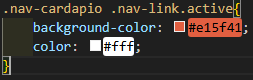 .nav-cardapio .nav-link.active{
background-color: #e15f41;
color: #fff;
}